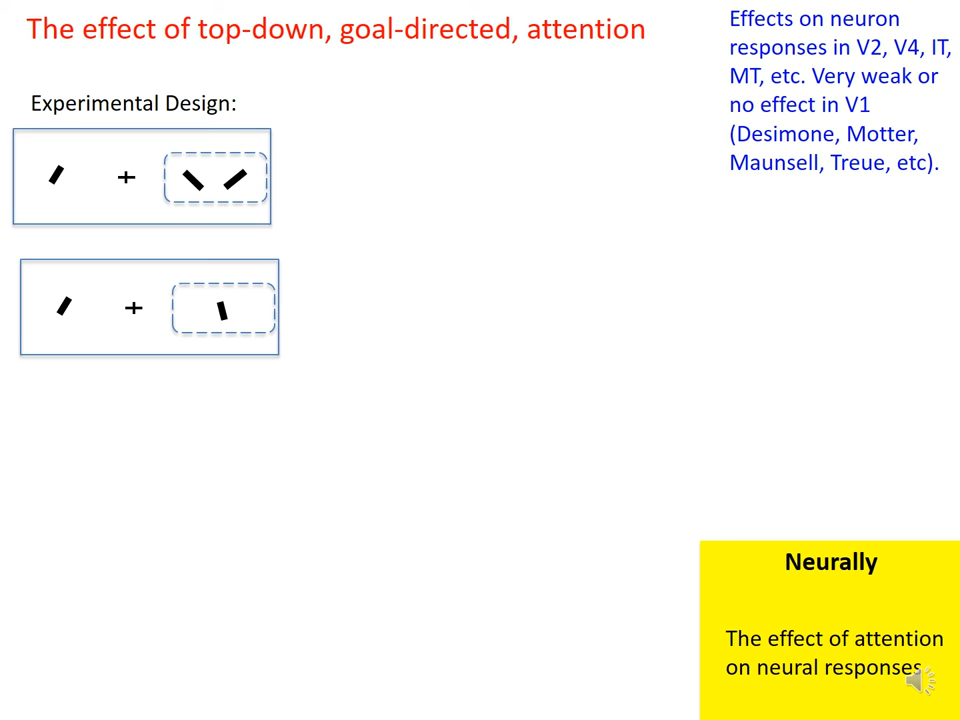 The effect of top-down, goal-directed, attention
Effects on neuron
responses in V2, V4, IT,
MT, etc. Very weak or
no effect in V1
(Desimone, Motter,
Maunsell, Treue, etc).
Experimental Design:
+
+
Neurally
The effect of attention
on neural responses